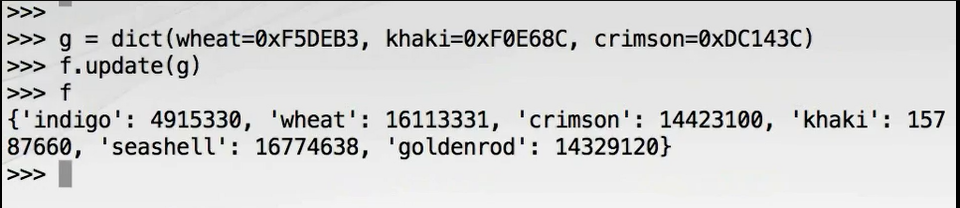 >>>
>>> g = dict(wheat=0xF5DEB3, khaki=0xF0E68C, crimson=0xDC143C)
>>> f.update(g)
>>> f
{'indigo': 4915330, 'wheat': 16113331, 'crimson': 14423100, 'khaki': 157
87660, 'seashell': 16774638, 'goldenrod': 14329120}
>>>